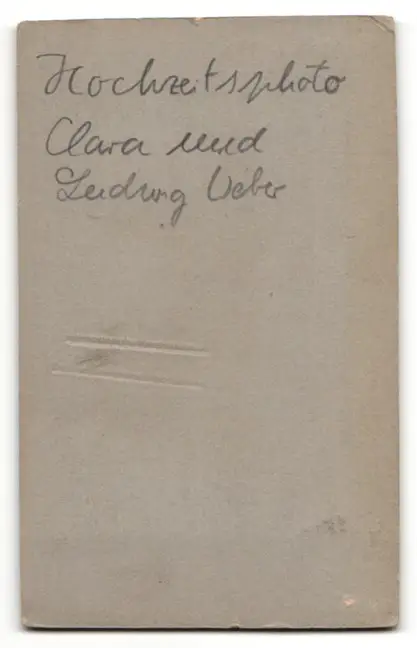 Hochzeitsphoto
Clara und
Ludwig Weber